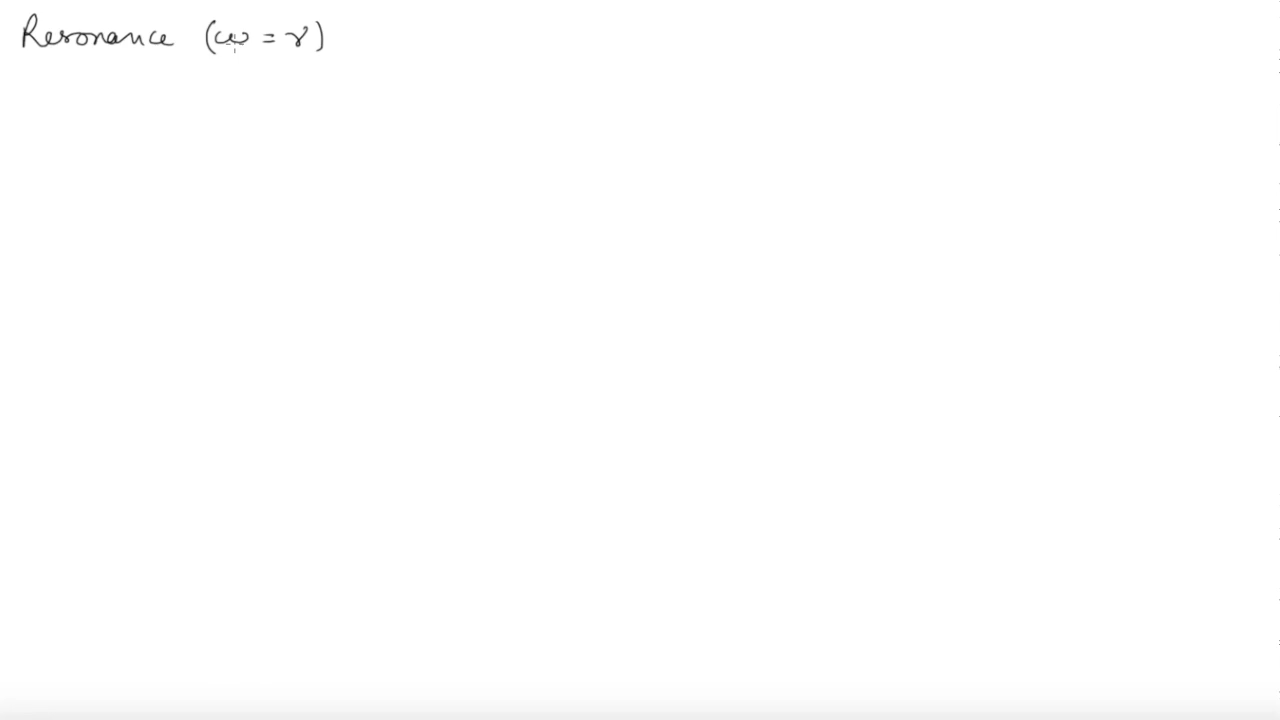 Resonance (ω = γ)